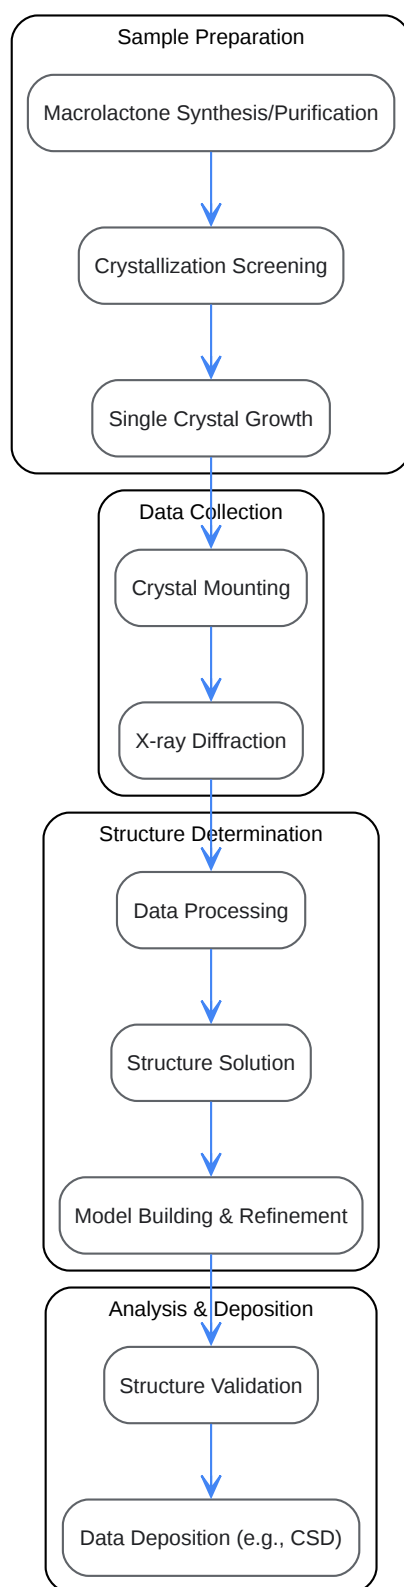 Sample Preparation
Macrolactone Synthesis/Purification
Crystallization Screening
Single Crystal Growth
Data Collection
Crystal Mounting
X-ray Diffraction
Structure Determination
Data Processing
Structure Solution
Model Building & Refinement
Analysis & Deposition
Structure Validation
Data Deposition (e.g., CSD)